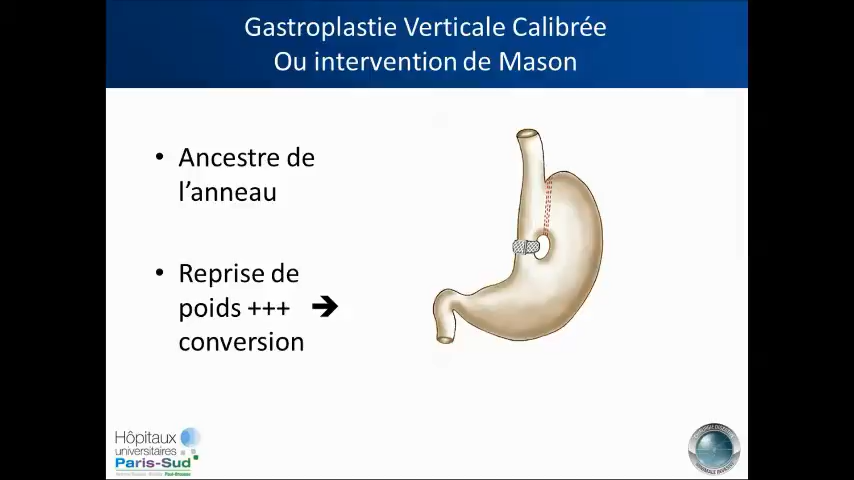 Gastroplastie Verticale Calibrée
Ou intervention de Mason
• Ancestre de
l'anneau
• Reprise de
poids +++ ➔
conversion
Hôpitaux
universitaires
Paris-Sud